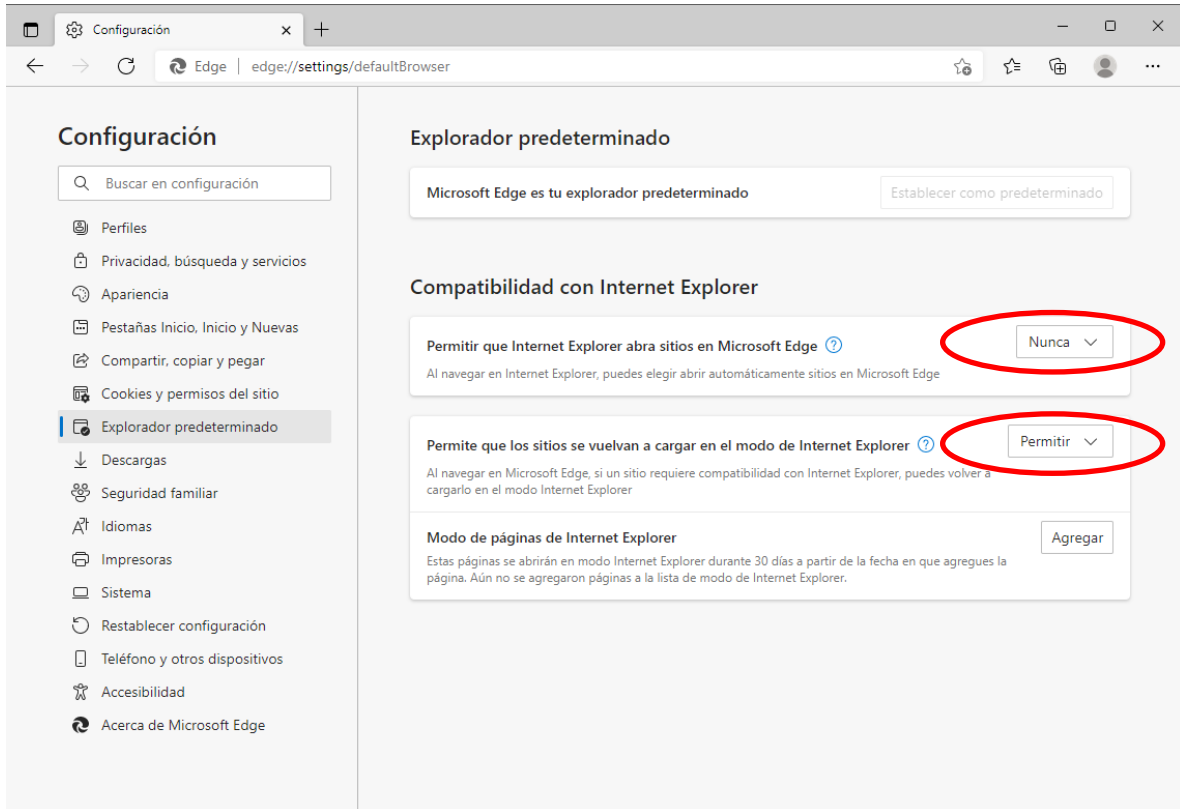 Configuración
Edge | edge://settings/defaultBrowser
Configuración
Buscar en configuración
Perfiles
Privacidad, búsqueda y servicios
Apariencia
Pestañas Inicio, Inicio y Nuevas
Compartir, copiar y pegar
Cookies y permisos del sitio
Explorador predeterminado
Descargas
Seguridad familiar
Idiomas
Impresoras
Sistema
Restablecer configuración
Teléfono y otros dispositivos
Accesibilidad
Acerca de Microsoft Edge
Explorador predeterminado
Microsoft Edge es tu explorador predeterminado
Establecer como predeterminado
Compatibilidad con Internet Explorer
Permitir que Internet Explorer abra sitios en Microsoft Edge
Nunca
Al navegar en Internet Explorer, puedes elegir abrir automáticamente sitios en Microsoft Edge
Permite que los sitios se vuelvan a cargar en el modo de Internet Explorer
Permitir
Al navegar en Microsoft Edge, si un sitio requiere compatibilidad con Internet Explorer, puedes volver a
cargarlo en el modo Internet Explorer
Modo de páginas de Internet Explorer
Agregar
Estas páginas se abrirán en modo Internet Explorer durante 30 días a partir de la fecha en que agregues la
página. Aún no se agregaron páginas a la lista de modo de Internet Explorer.